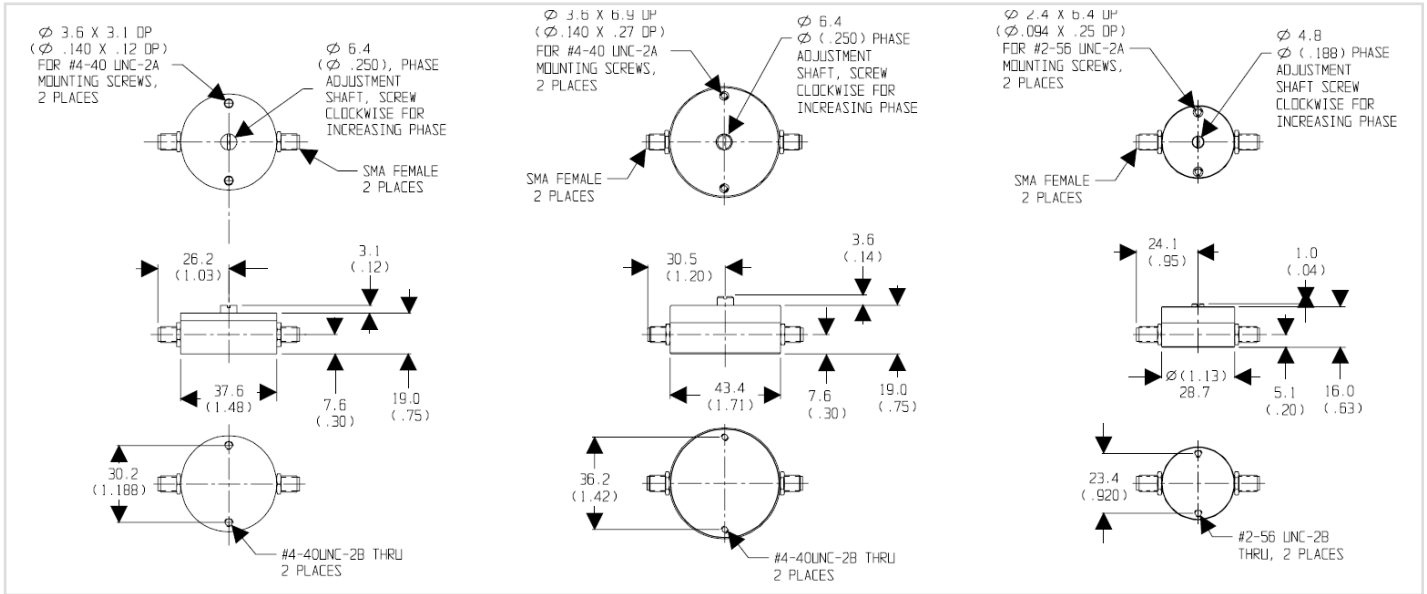 Ø 3.6 X 3.1 DP
(Ø .140 X .12 DP)
FOR #4-40 UNC-2A
MOUNTING SCREWS,
2 PLACES
Ø 6.4
(Ø .250), PHASE
ADJUSTMENT
SHAFT, SCREW
CLOCKWISE FOR
INCREASING PHASE
SMA FEMALE
2 PLACES
26.2
(1.03)
3.1
(.12)
37.6
(1.48)
7.6
(.30)
19.0
(.75)
30.2
(1.188)
#4-40UNC-2B THRU
2 PLACES
Ø 3.6 X 6.9 DP
(Ø .140 X .27 DP)
FOR #4-40 UNC-2A
MOUNTING SCREWS,
2 PLACES
Ø 6.4
Ø (.250) PHASE
ADJUSTMENT
SHAFT, SCREW
CLOCKWISE FOR
INCREASING PHASE
SMA FEMALE
2 PLACES
30.5
(1.20)
3.6
(.14)
43.4
(1.71)
7.6
(.30)
19.0
(.75)
36.2
(1.42)
#4-40UNC-2B THRU
2 PLACES
Ø 2.4 X 6.4 DP
(Ø.094 X .25 DP)
FOR #2-56 UNC-2A
MOUNTING SCREWS,
2 PLACES
Ø 4.8
Ø (.188) PHASE
ADJUSTMENT
SHAFT SCREW
CLOCKWISE FOR
INCREASING PHASE
SMA FEMALE
2 PLACES
24.1
(.95)
1.0
(.04)
Ø(1.13)
28.7
5.1
(.20)
16.0
(.63)
23.4
(.920)
#2-56 UNC-2B
THRU, 2 PLACES